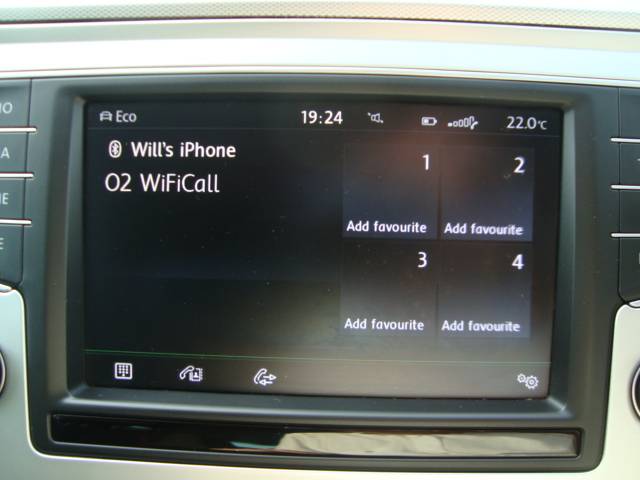 Eco 19:24 22.0°C
Will's iPhone
O2 WiFiCall
1 2
Add favourite Add favourite
3 4
Add favourite Add favourite